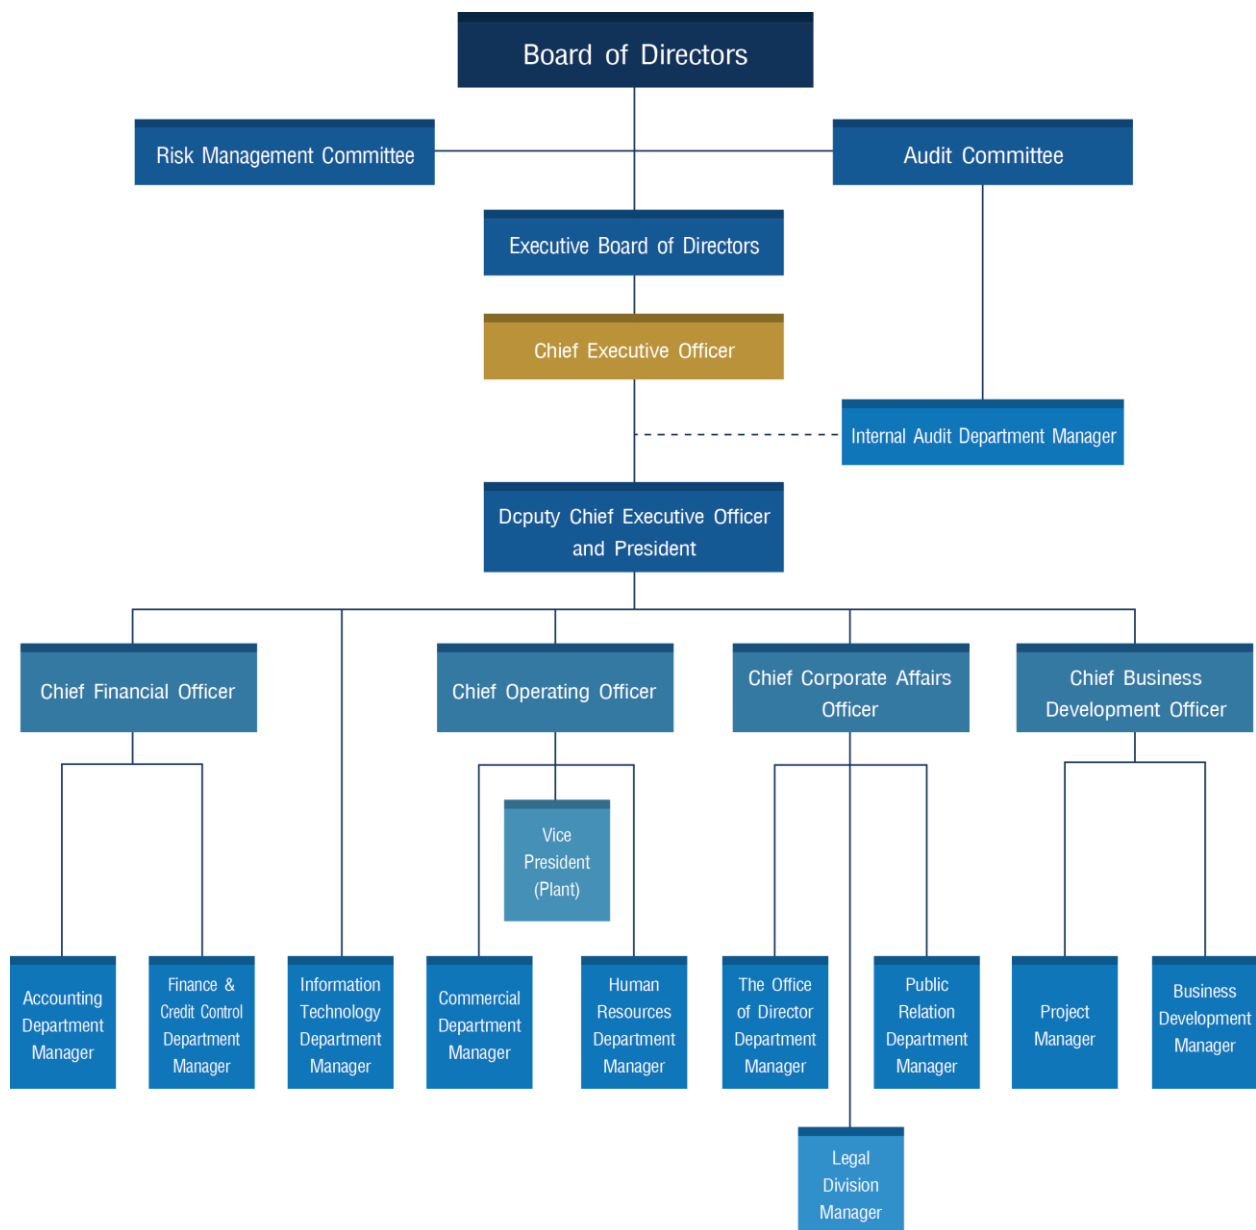 Board of Directors
Risk Management Committee
Audit Committee
Executive Board of Directors
Chief Executive Officer
Internal Audit Department Manager
Dcputy Chief Executive Officer
and President
Chief Financial Officer
Chief Operating Officer
Chief Corporate Affairs
Officer
Chief Business
Development Officer
Vice
President
(Plant)
Accounting
Department
Manager
Finance &
Credit Control
Department
Manager
Information
Technology
Department
Manager
Commercial
Department
Manager
Human
Resources
Department
Manager
The Office
of Director
Department
Manager
Public
Relation
Department
Manager
Project
Manager
Business
Development
Manager
Legal
Division
Manager